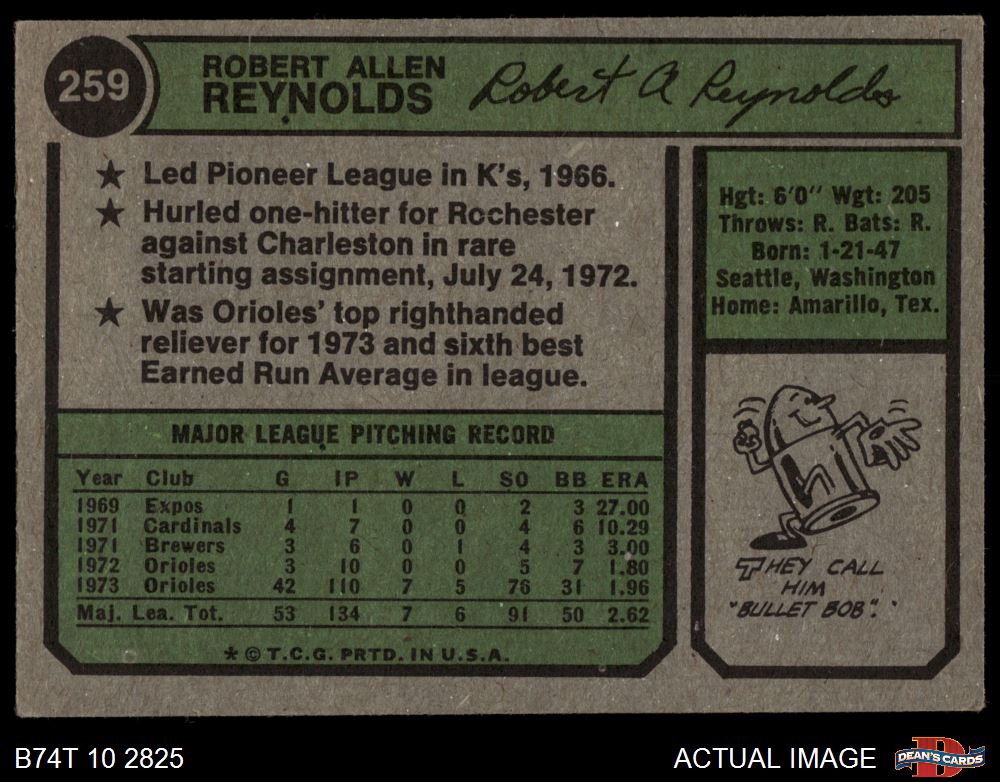 259
ROBERT ALLEN
REYNOLDS
Robert A Reynolds
★ Led Pioneer League in K's, 1966.
★ Hurled one-hitter for Rochester
against Charleston in rare
starting assignment, July 24, 1972.
★ Was Orioles' top righthanded
reliever for 1973 and sixth best
Earned Run Average in league.
Hgt: 6'0" Wgt: 205
Throws: R. Bats: R.
Born: 1-21-47
Seattle, Washington
Home: Amarillo, Tex.
MAJOR LEAGUE PITCHING RECORD
Year Club G IP W L SO BB ERA
1969 Expos 1 1 0 0 2 3 27.00
1971 Cardinals 4 7 0 0 4 6 10.29
1971 Brewers 3 6 0 1 4 3 3.00
1972 Orioles 3 10 0 0 5 7 1.80
1973 Orioles 42 110 7 5 76 31 1.96
Maj. Lea. Tot. 53 134 7 6 91 50 2.62
* © T.C.G. PRTD. IN U.S.A.
THEY CALL
HIM
"BULLET BOB".
B74T 10 2825
ACTUAL IMAGE
DEAN'S CARDS